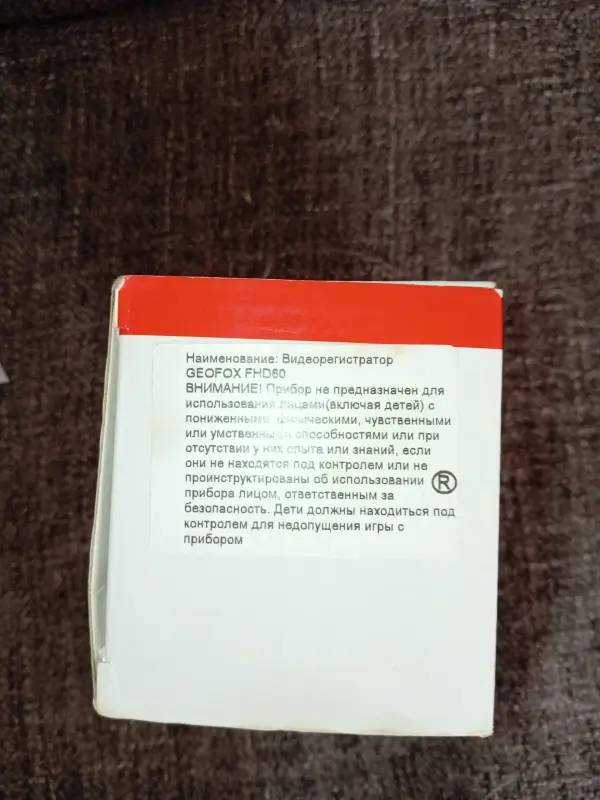 Наименование: Видеорегистратор
GEOFOX FHD60
ВНИМАНИЕ! Прибор не предназначен для
использования лицами(включая детей) с
пониженными физическими, чувственными
или умственными способностями или при
отсутствии у них опыта или знаний, если
они не находятся под контролем или не
проинструктированы об использовании
прибора лицом, ответственным за
безопасность. Дети должны находиться под
контролем для недопущения игры с
прибором
®